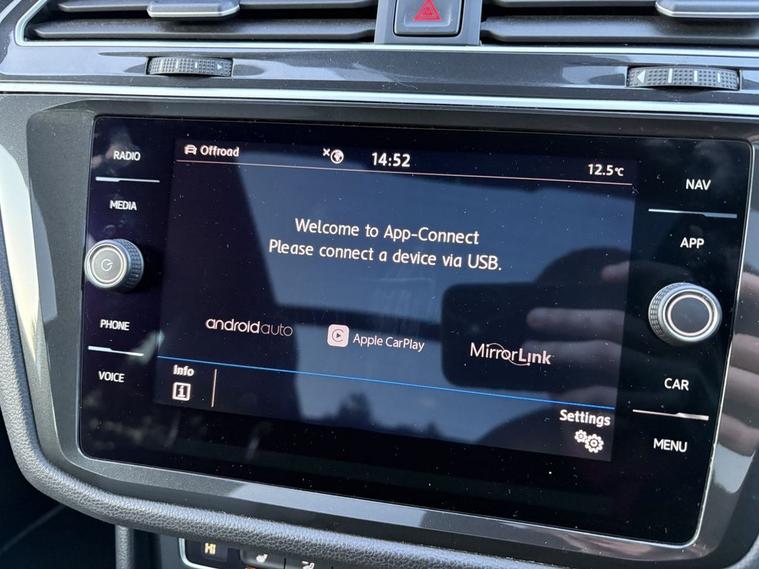 RADIO
MEDIA
PHONE
VOICE
Offroad
14:52
12.5°C
Welcome to App-Connect
Please connect a device via USB.
androidauto
Apple CarPlay
MirrorLink
Info
Settings
NAV
APP
CAR
MENU
HI